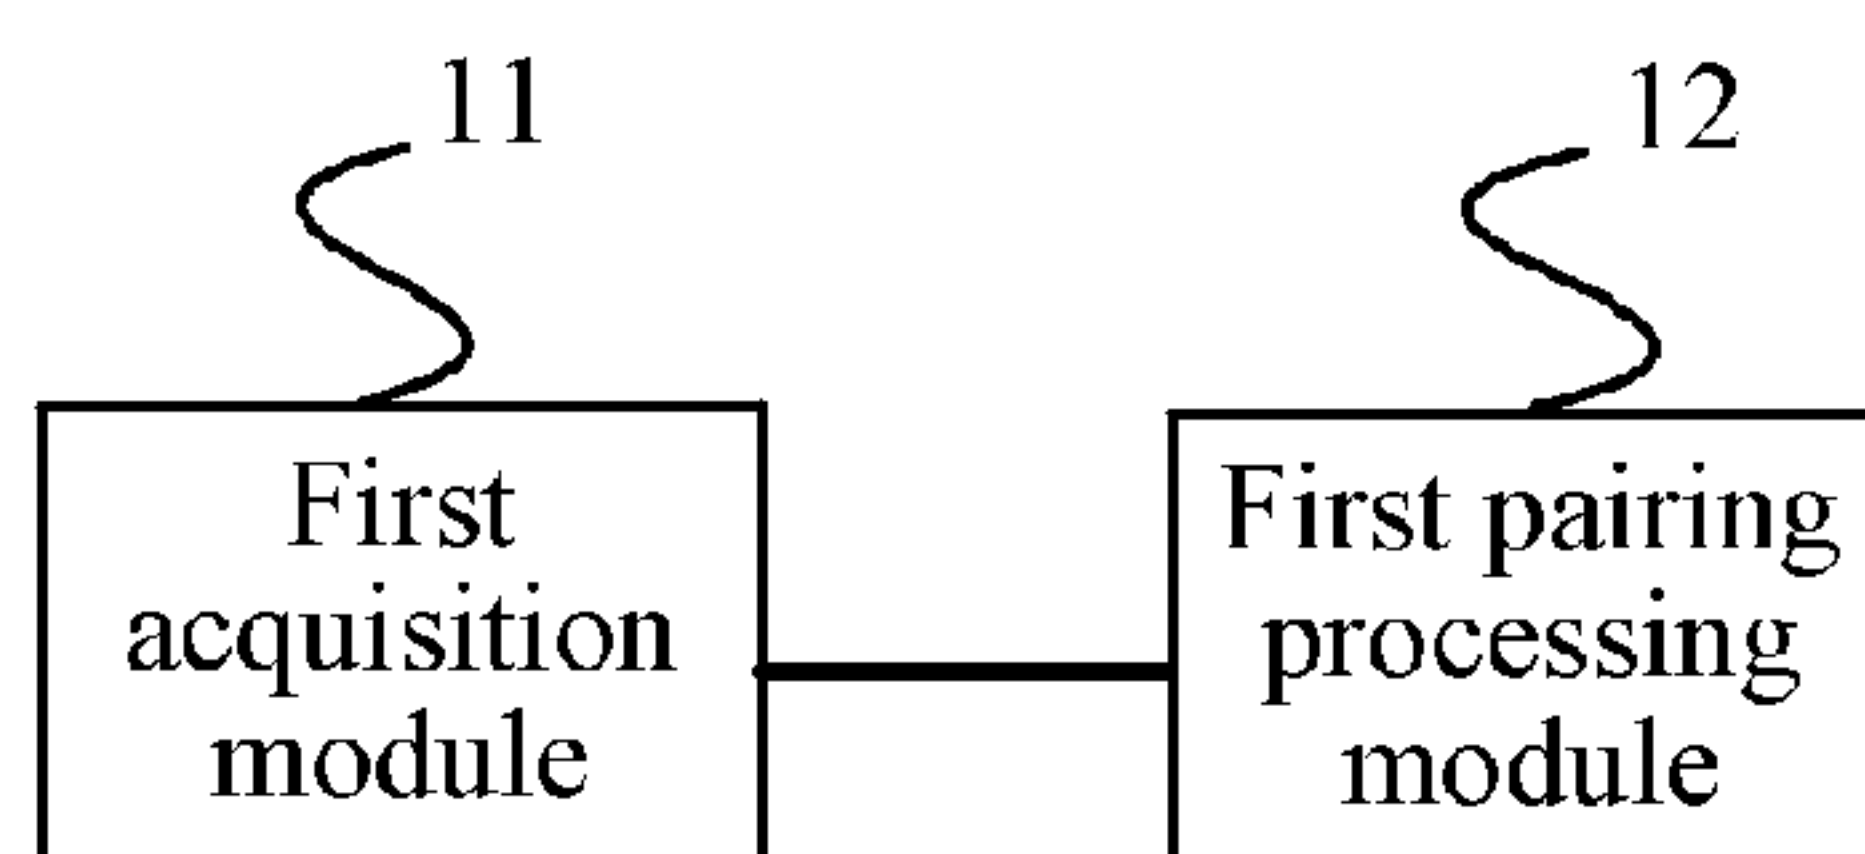 11
12
First
acquisition
module
First pairing
processing
module